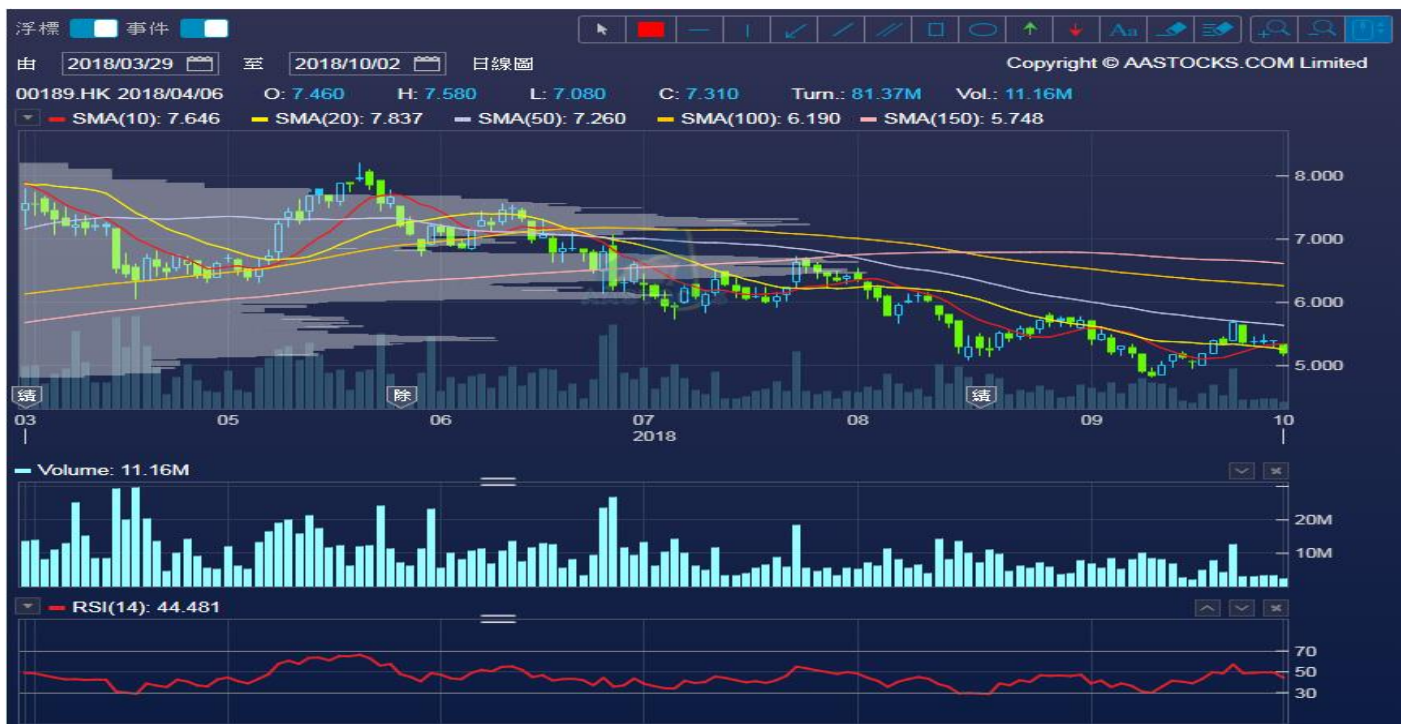 浮標 事件 Aa
由 2018/03/29 至 2018/10/02 日線圖 Copyright © AASTOCKS.COM Limited
00189.HK 2018/04/06 O: 7.460 H: 7.580 L: 7.080 C: 7.310 Turn.: 81.37M Vol.: 11.16M
SMA(10): 7.646 SMA(20): 7.837 SMA(50): 7.260 SMA(100): 6.190 SMA(150): 5.748
8.000
7.000
6.000
5.000
績 除 績
03 05 06 07 08 09 10
2018
Volume: 11.16M
20M
10M
RSI(14): 44.481
70
50
30